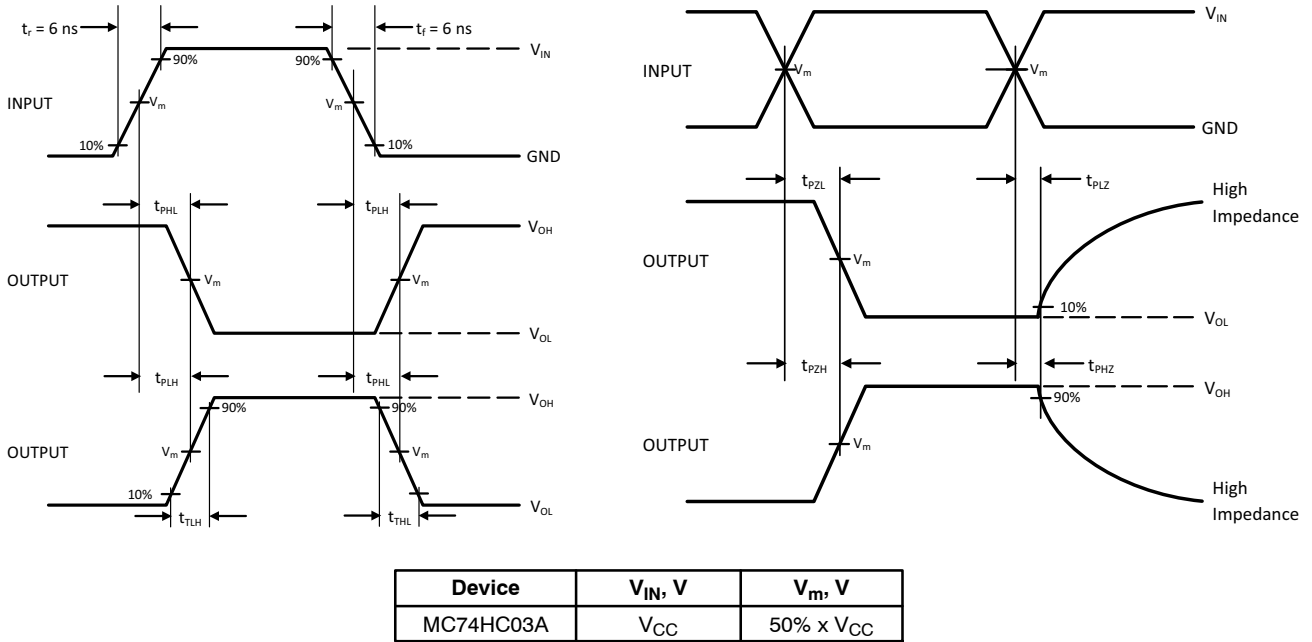 tr = 6 ns
tf = 6 ns
90%
90%
VIN
INPUT
Vm
Vm
10%
10%
GND
tPHL
tPLH
VOH
OUTPUT
Vm
Vm
VOL
tPLH
tPHL
VOH
90%
90%
OUTPUT
Vm
Vm
10%
VOL
tTLH
tTHL
VIN
INPUT
Vm
Vm
GND
tPZL
tPLZ
High
Impedance
OUTPUT
Vm
10%
VOL
tPZH
tPHZ
VOH
90%
OUTPUT
Vm
High
Impedance
Device VIN, V Vm, V
MC74HC03A VCC 50% x VCC